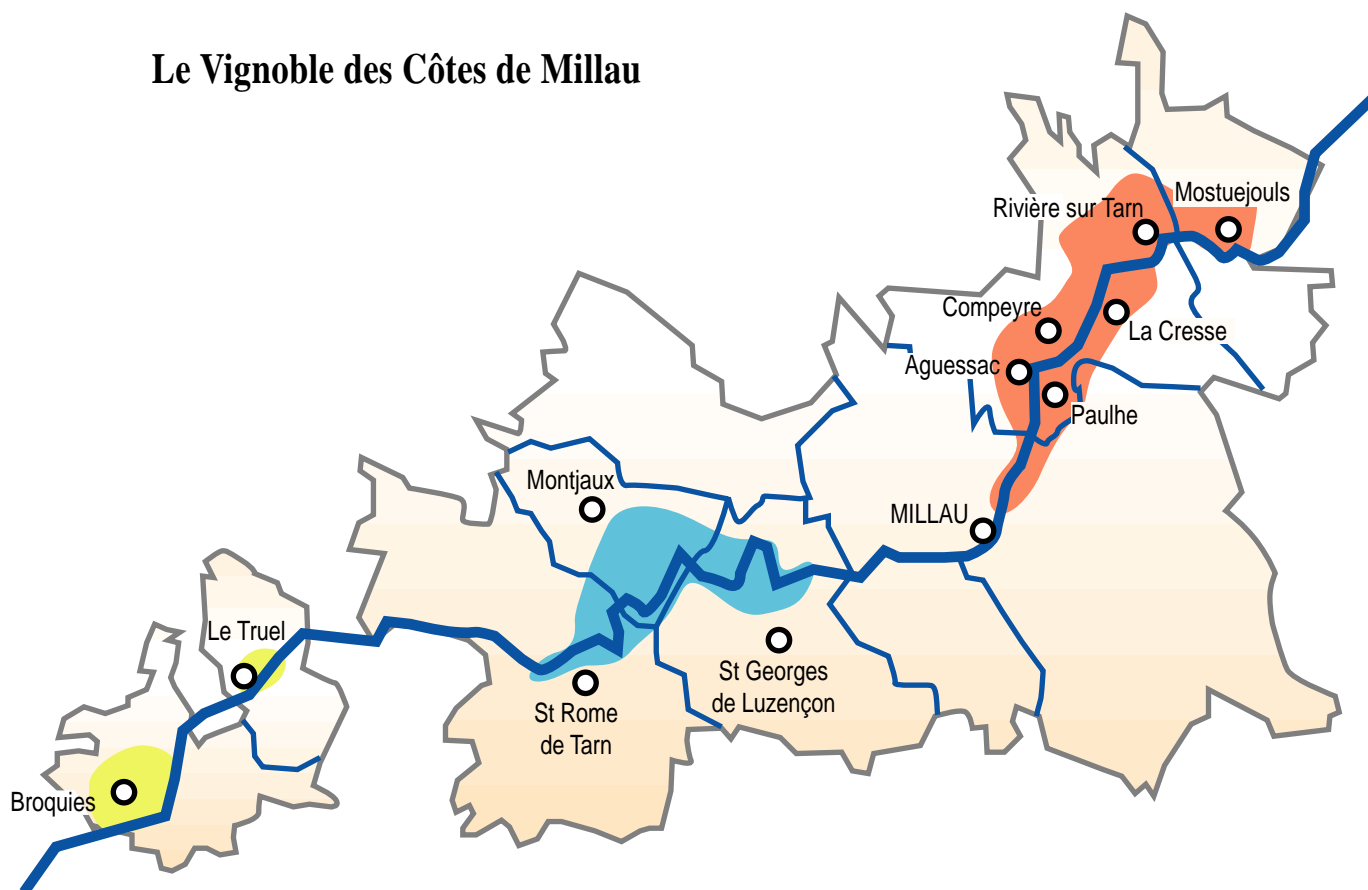 Le Vignoble des Côtes de Millau
Mostuejouls
Rivière sur Tarn
Compeyre
La Cresse
Aguessac
Paulhe
Montjaux
MILLAU
Le Truel
St Georges
de Luzençon
St Rome
de Tarn
Broquies